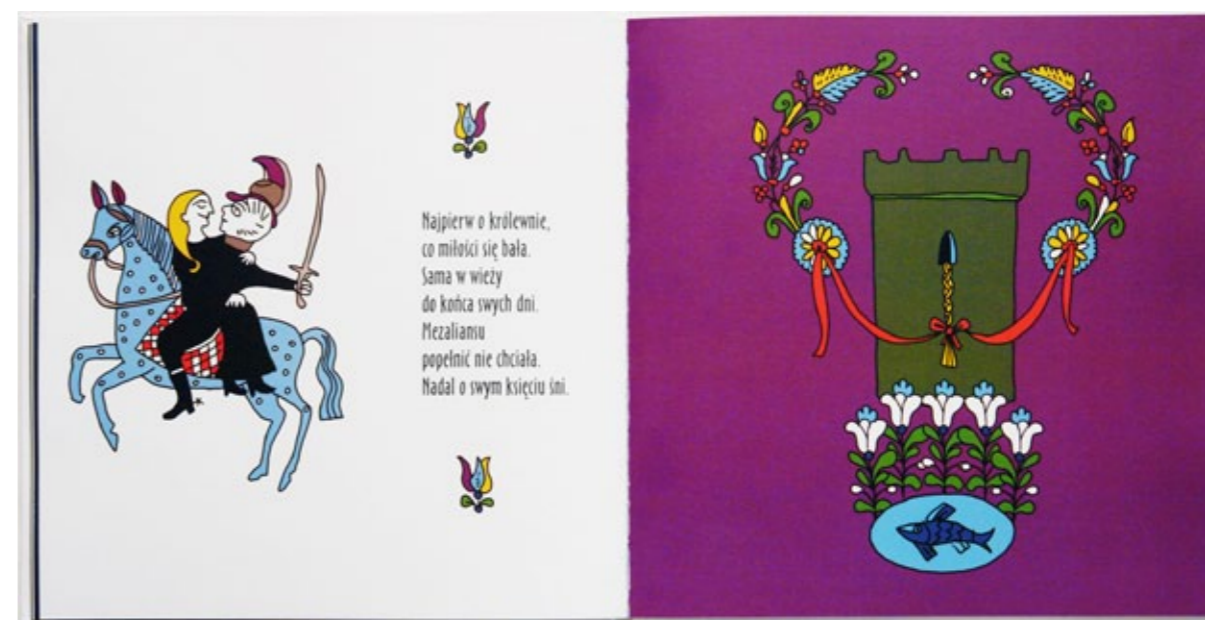 Najpierw o królewnie,
co miłości się bała.
Sama w wieży
do końca swych dni.
Mezaliansu
popełnić nie chciała.
Nadal o swym księciu śni.